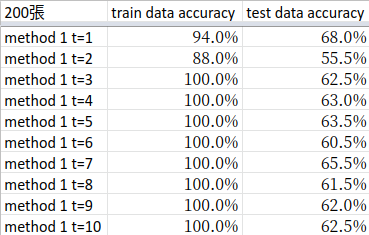 200張 train data accuracy test data accuracy
method 1 t=1 94.0% 68.0%
method 1 t=2 88.0% 55.5%
method 1 t=3 100.0% 62.5%
method 1 t=4 100.0% 63.0%
method 1 t=5 100.0% 63.5%
method 1 t=6 100.0% 60.5%
method 1 t=7 100.0% 65.5%
method 1 t=8 100.0% 61.5%
method 1 t=9 100.0% 62.0%
method 1 t=10 100.0% 62.5%